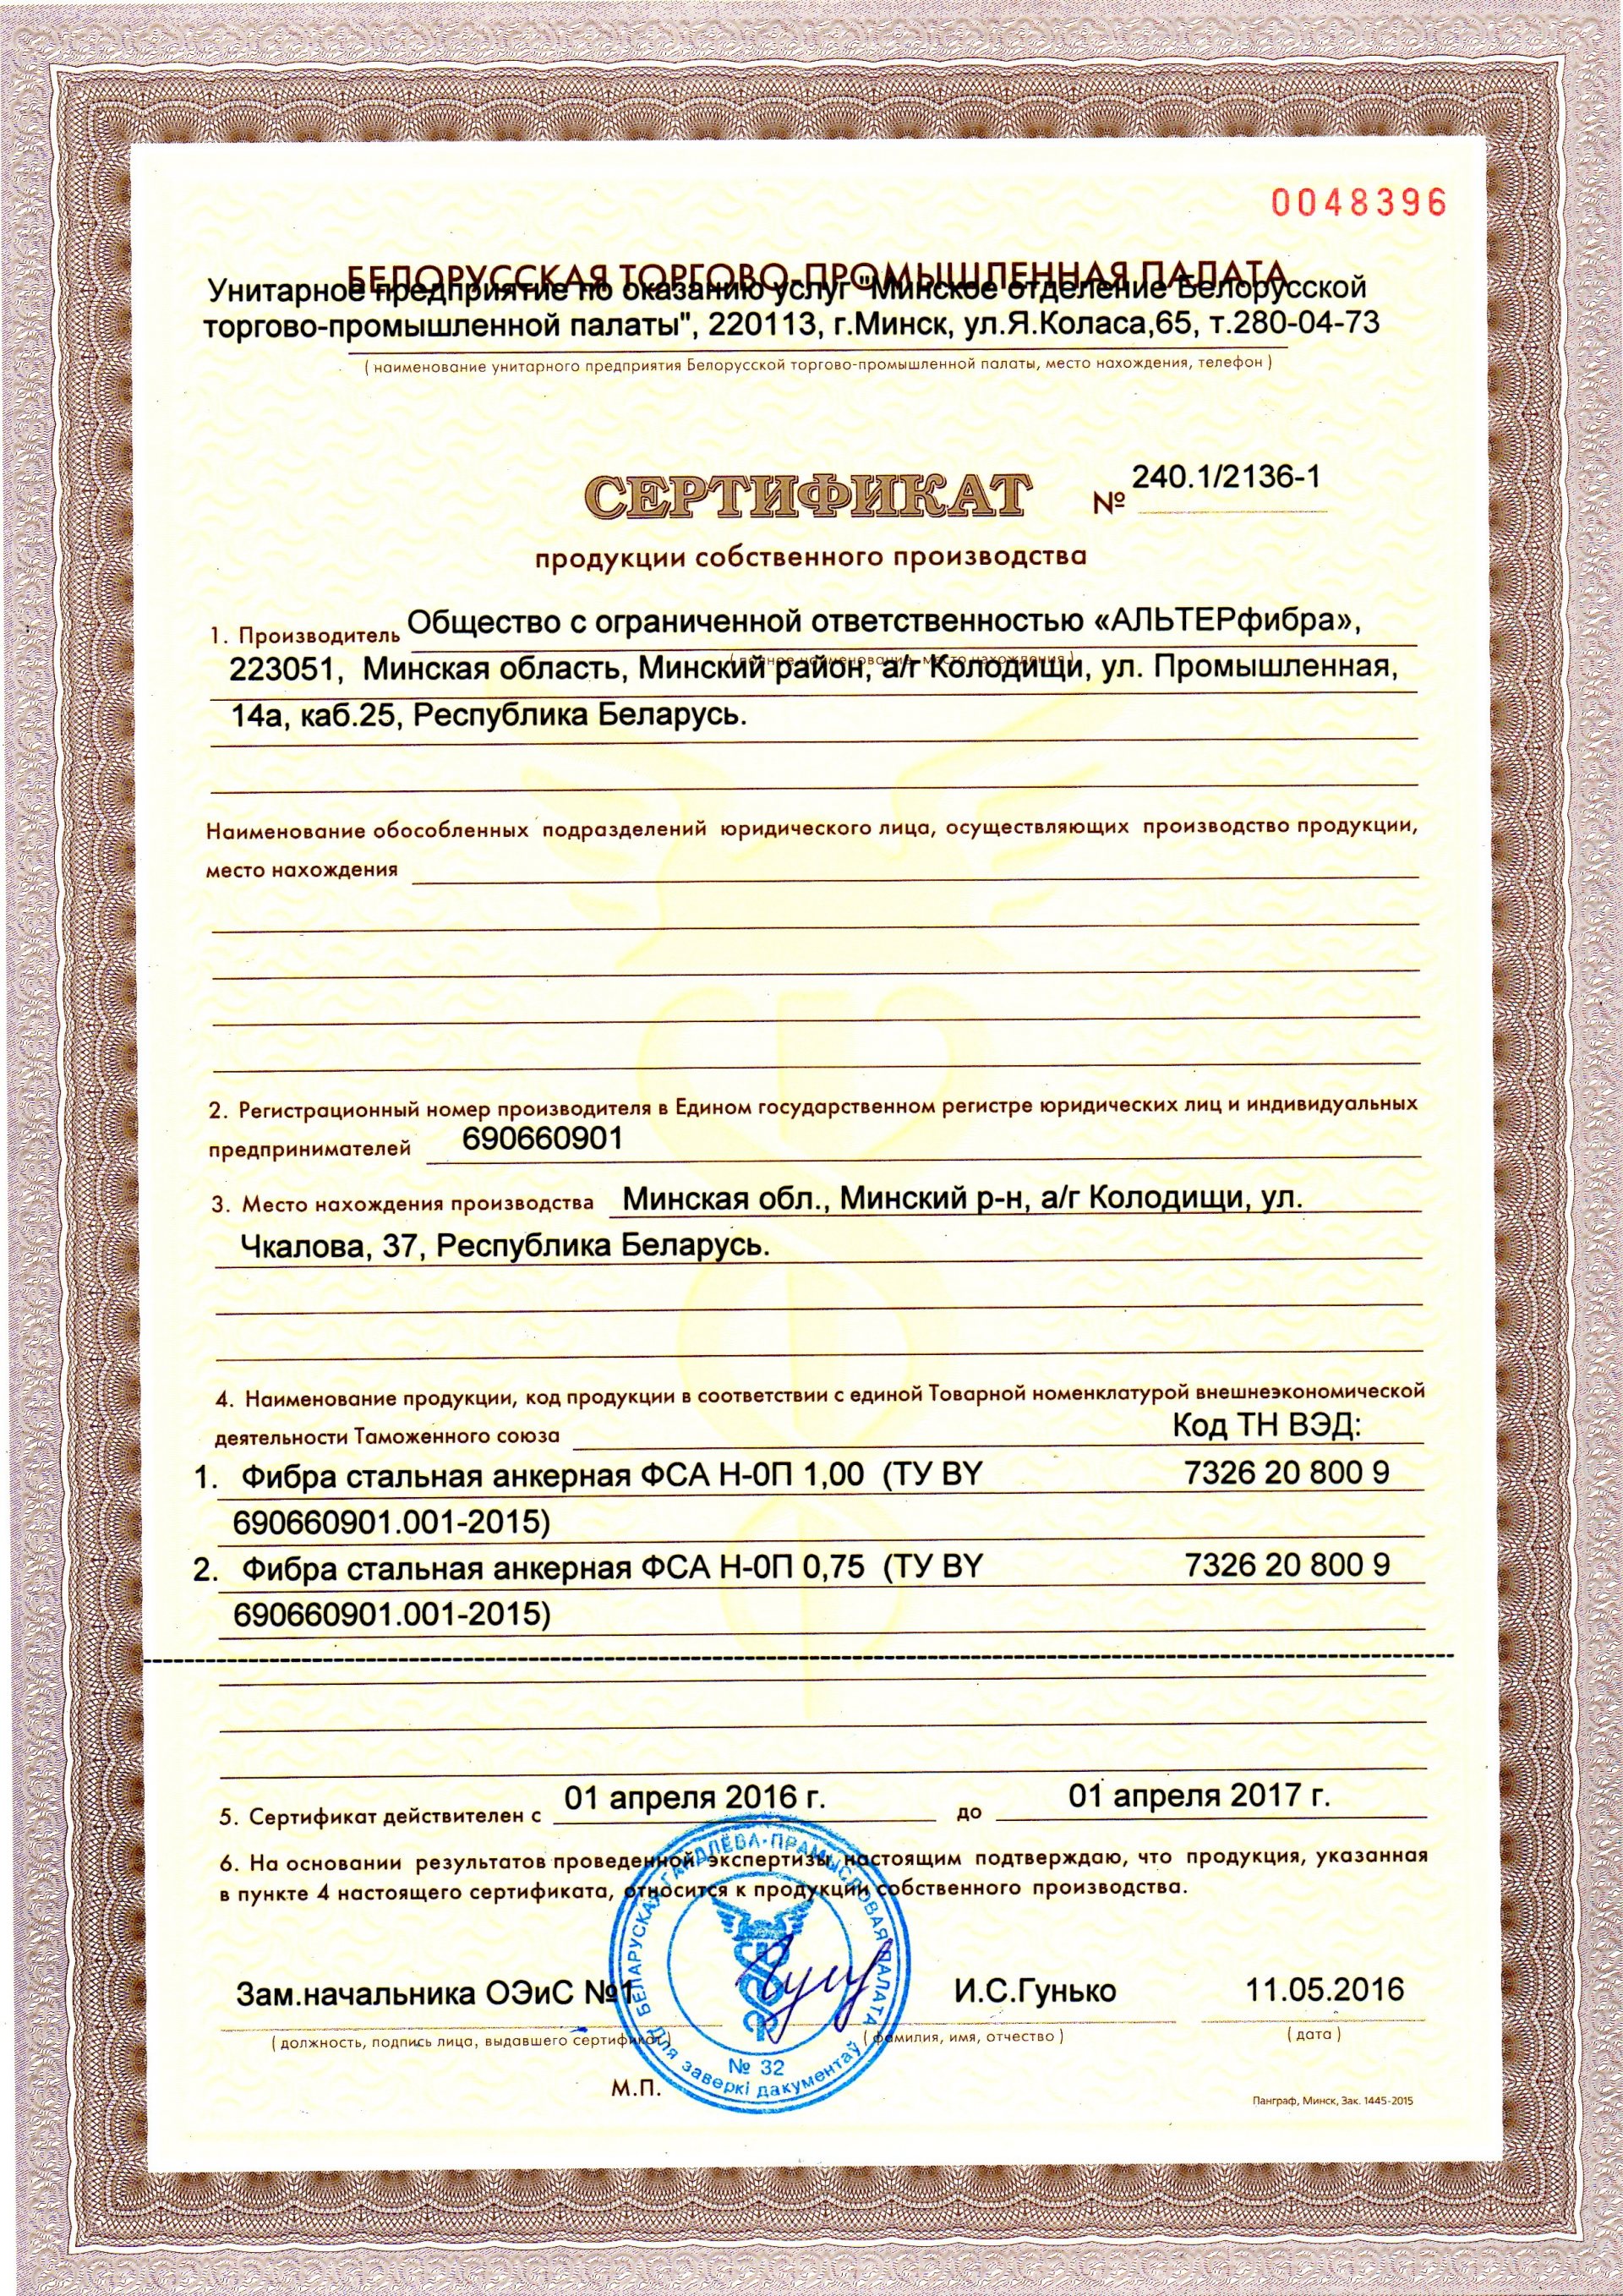 0048396
БЕЛОРУССКАЯ ТОРГОВО-ПРОМЫШЛЕННАЯ ПАЛАТА
Унитарное предприятие по оказанию услуг "Минское отделение Белорусской
торгово-промышленной палаты", 220113, г.Минск, ул.Я.Коласа,65, т.280-04-73
( наименование унитарного предприятия Белорусской торгово-промышленной палаты, место нахождения, телефон )
СЕРТИФИКАТ № 240.1/2136-1
продукции собственного производства
1. Производитель Общество с ограниченной ответственностью «АЛЬТЕРфибра»,
( полное наименование, место нахождения )
223051, Минская область, Минский район, а/г Колодищи, ул. Промышленная,
14а, каб.25, Республика Беларусь.
Наименование обособленных подразделений юридического лица, осуществляющих производство продукции,
место нахождения
2. Регистрационный номер производителя в Едином государственном регистре юридических лиц и индивидуальных
предпринимателей 690660901
3. Место нахождения производства Минская обл., Минский р-н, а/г Колодищи, ул.
Чкалова, 37, Республика Беларусь.
4. Наименование продукции, код продукции в соответствии с единой Товарной номенклатурой внешнеэкономической
деятельности Таможенного союза Код ТН ВЭД:
1. Фибра стальная анкерная ФСА Н-0П 1,00 (ТУ BY 7326 20 800 9
690660901.001-2015)
2. Фибра стальная анкерная ФСА Н-0П 0,75 (ТУ BY 7326 20 800 9
690660901.001-2015)
5. Сертификат действителен с 01 апреля 2016 г. до 01 апреля 2017 г.
6. На основании результатов проведенной экспертизы настоящим подтверждаю, что продукция, указанная
в пункте 4 настоящего сертификата, относится к продукции собственного производства.
БЕЛАРУСКАЯ ГАНДЛЁВА-ПРАМЫСЛОВАЯ ПАЛАТА
Зам.начальника ОЭиС №1 И.С.Гунько 11.05.2016
( должность, подпись лица, выдавшего сертификат ) ( фамилия, имя, отчество ) ( дата )
№ 32
Для заверкі дакументаў
М.П.
Панграф, Минск, Зак. 1445-2015